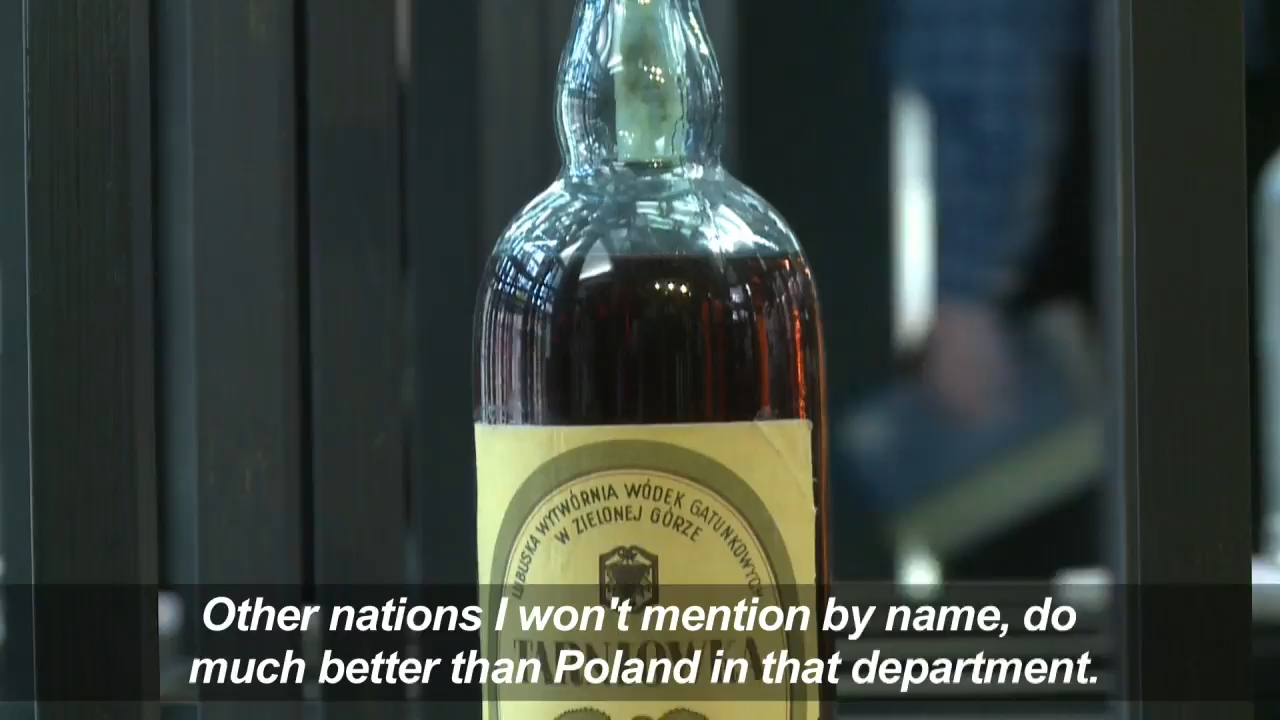 LUBUSKA WYTWÓRNIA WÓDEK GATUNKOWYCH
W ZIELONEJ GÓRZE
TARNIÓWKA
Other nations I won't mention by name, do
much better than Poland in that department.